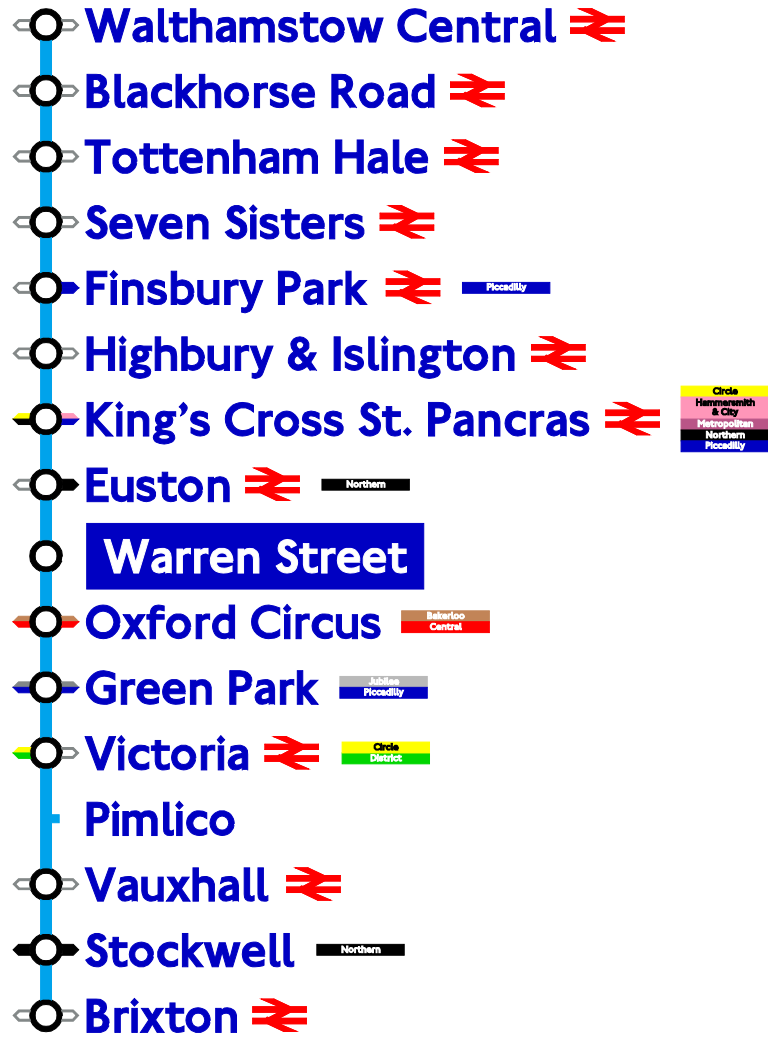 Walthamstow Central
Blackhorse Road
Tottenham Hale
Seven Sisters
Finsbury Park Piccadilly
Highbury & Islington
King's Cross St. Pancras
Circle
Hammersmith
& City
Metropolitan
Northern
Piccadilly
Euston Northern
Warren Street
Oxford Circus
Bakerloo
Central
Green Park
Jubilee
Piccadilly
Victoria
Circle
District
Pimlico
Vauxhall
Stockwell Northern
Brixton